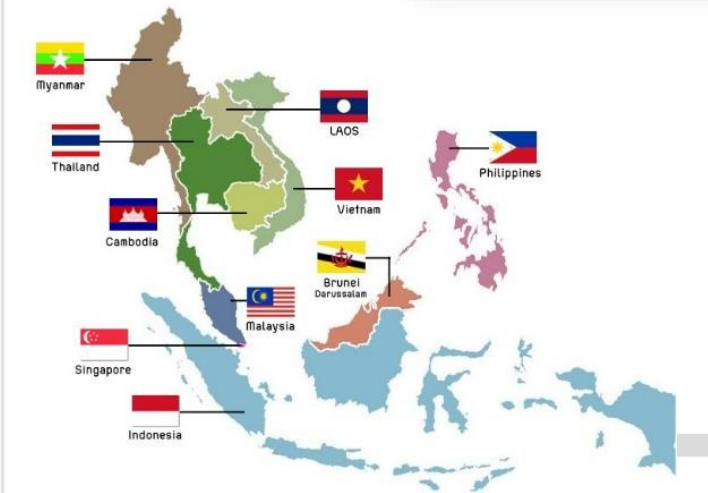 Myanmar
LAOS
Thailand
Philippines
Vietnam
Cambodia
Brunei
Darussalam
Malaysia
Singapore
Indonesia